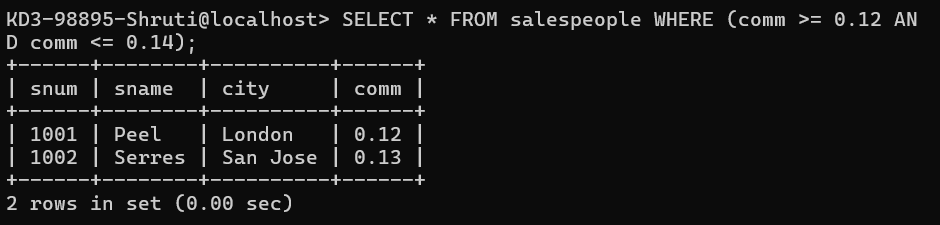 KD3-98895-Shruti@localhost> SELECT * FROM salespeople WHERE (comm >= 0.12 AN
D comm <= 0.14);
+------+--------+----------+------+
| snum | sname  | city     | comm |
+------+--------+----------+------+
| 1001 | Peel   | London   | 0.12 |
| 1002 | Serres | San Jose | 0.13 |
+------+--------+----------+------+
2 rows in set (0.00 sec)